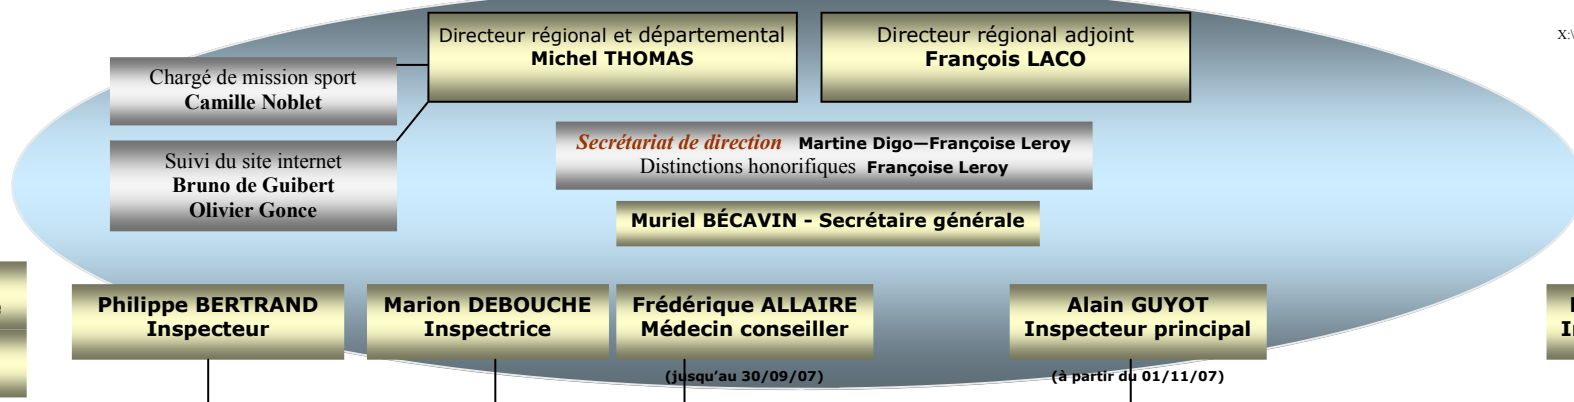 Directeur régional et départemental
Michel THOMAS
Directeur régional adjoint
François LACO
X:\
Chargé de mission sport
Camille Noblet
Suivi du site internet
Bruno de Guibert
Olivier Gonce
Secrétariat de direction Martine Digo—Françoise Leroy
Distinctions honorifiques Françoise Leroy
Muriel BÉCAVIN - Secrétaire générale
Philippe BERTRAND
Inspecteur
Marion DEBOUCHE
Inspectrice
Frédérique ALLAIRE
Médecin conseiller
(jusqu'au 30/09/07)
Alain GUYOT
Inspecteur principal
(à partir du 01/11/07)